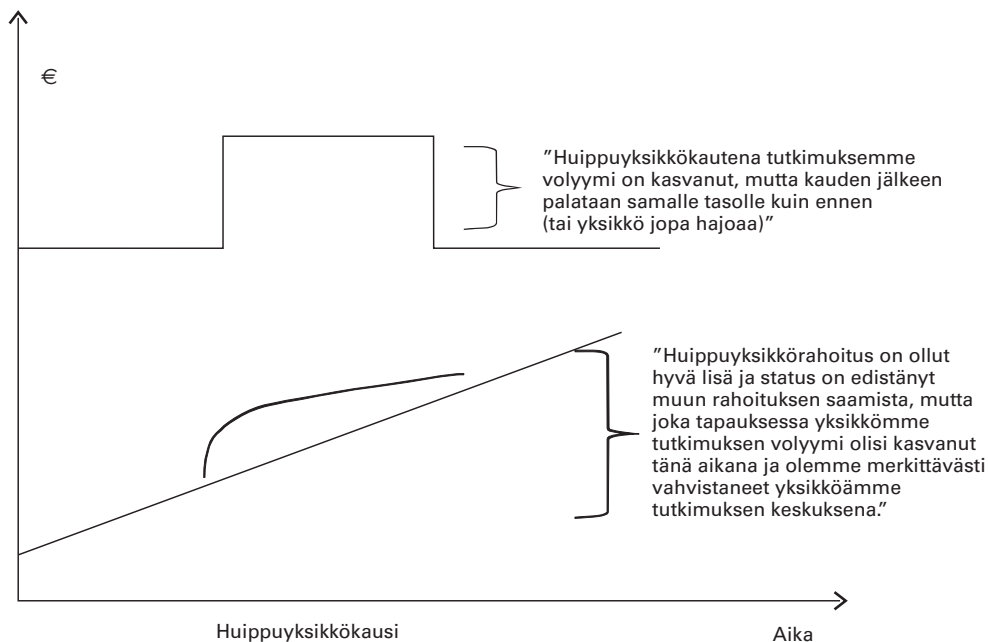 €
”Huippuyksikkökautena tutkimuksemme
volyymi on kasvanut, mutta kauden jälkeen
palataan samalle tasolle kuin ennen
(tai yksikkö jopa hajoaa)”
”Huippuyksikkörahoitus on ollut
hyvä lisä ja status on edistänyt
muun rahoituksen saamista, mutta
joka tapauksessa yksikkömme
tutkimuksen volyymi olisi kasvanut
tänä aikana ja olemme merkittävästi
vahvistaneet yksikköämme
tutkimuksen keskuksena.”
Huippuyksikkökausi
Aika